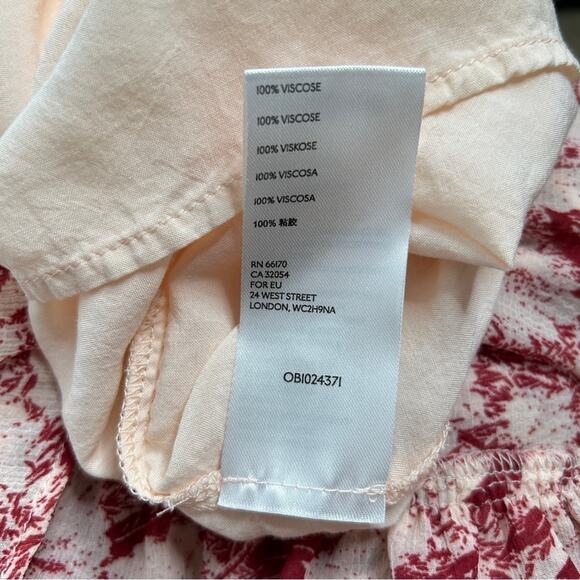 100% VISCOSE
100% VISCOSE
100% VISKOSE
100% VISCOSA
100% VISCOSA
100% 粘胶
RN 66170
CA 32054
FOR EU
24 WEST STREET
LONDON, WC2H9NA
OB1024371